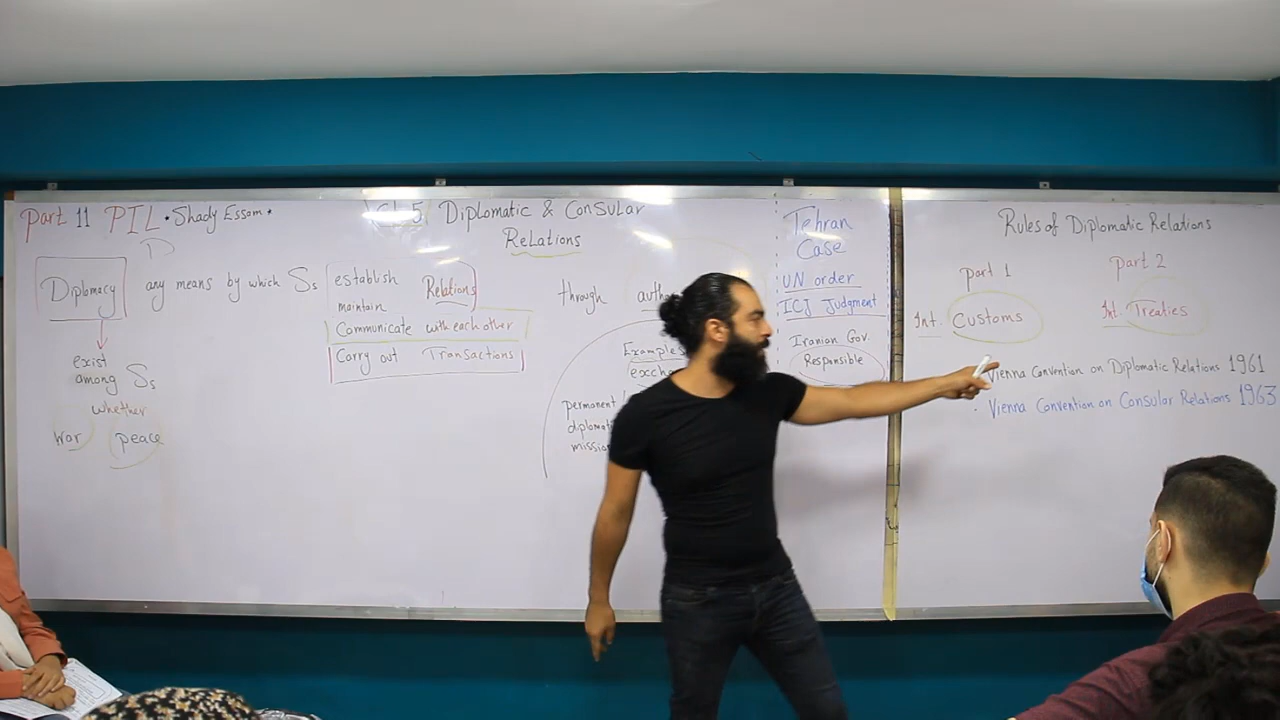 Part 11 PIL • Shady Essam •
Ch 5 Diplomatic & Consular
Relations
Diplomacy any means by which Ss
establish Relations
maintain
Communicate with each other
Carry out Transactions
through
exist
among Ss
whether
war peace
permanent
Tehran
Case
UN order
ICJ Judgment
Iranion Gov.
Responsible
Rules of Diplomatic Relations
part 1
Int. Customs
part 2
Int. Treaties
Vienna Convention on Diplomatic Relations 1961
• Vienna Convention on Consular Relations 1963